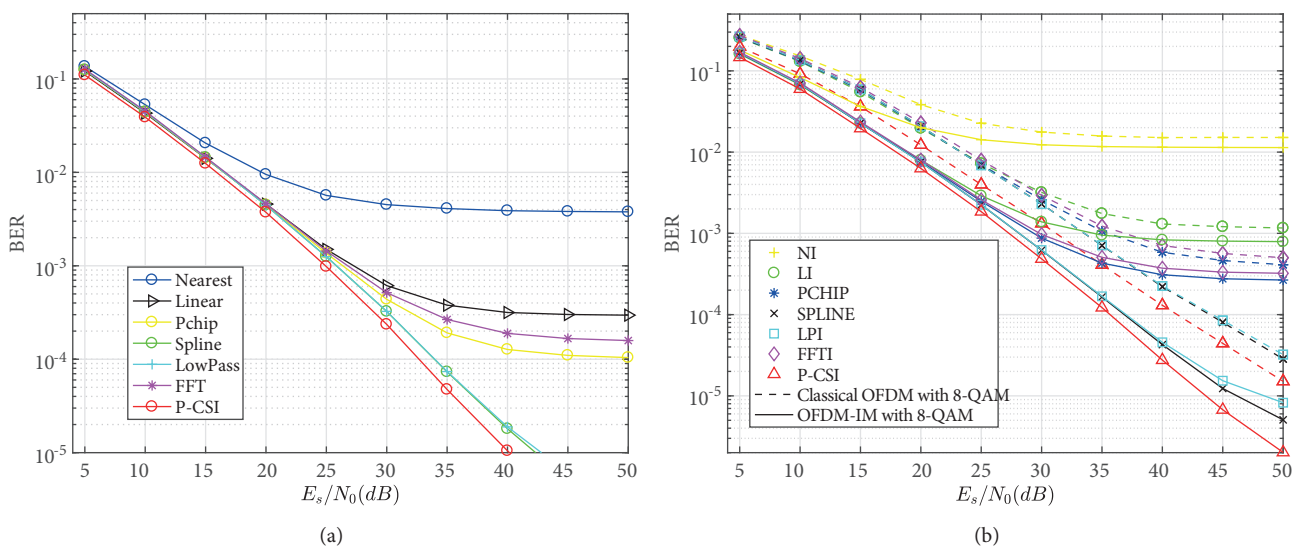 BER
10^-1
10^-2
10^-3
10^-4
10^-5
Nearest
Linear
Pchip
Spline
LowPass
FFT
P-CSI
5 10 15 20 25 30 35 40 45 50
E_s/N_0(dB)
(a)
BER
10^-1
10^-2
10^-3
10^-4
10^-5
NI
LI
PCHIP
SPLINE
LPI
FFTI
P-CSI
Classical OFDM with 8-QAM
OFDM-IM with 8-QAM
5 10 15 20 25 30 35 40 45 50
E_s/N_0(dB)
(b)